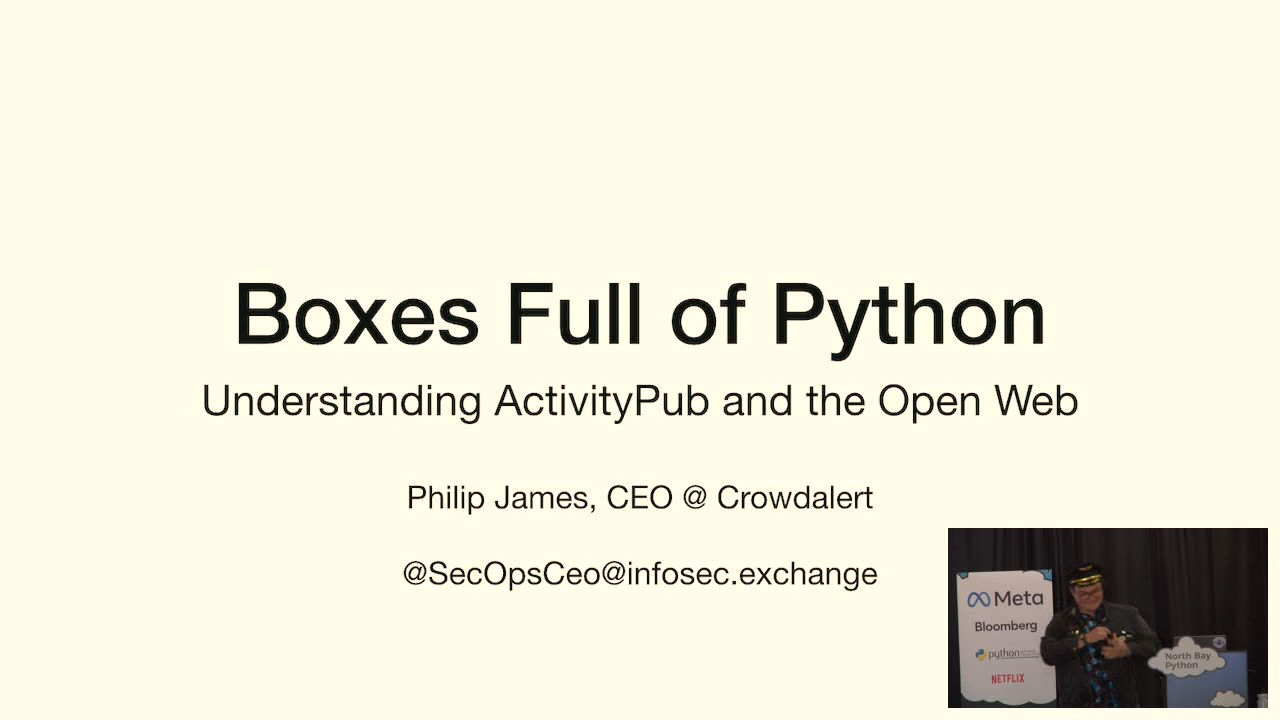 Boxes Full of Python
Understanding ActivityPub and the Open Web
Philip James, CEO @ Crowdalert
@SecOpsCeo@infosec.exchange
Meta
Bloomberg
python
NETFLIX
North Bay
Python